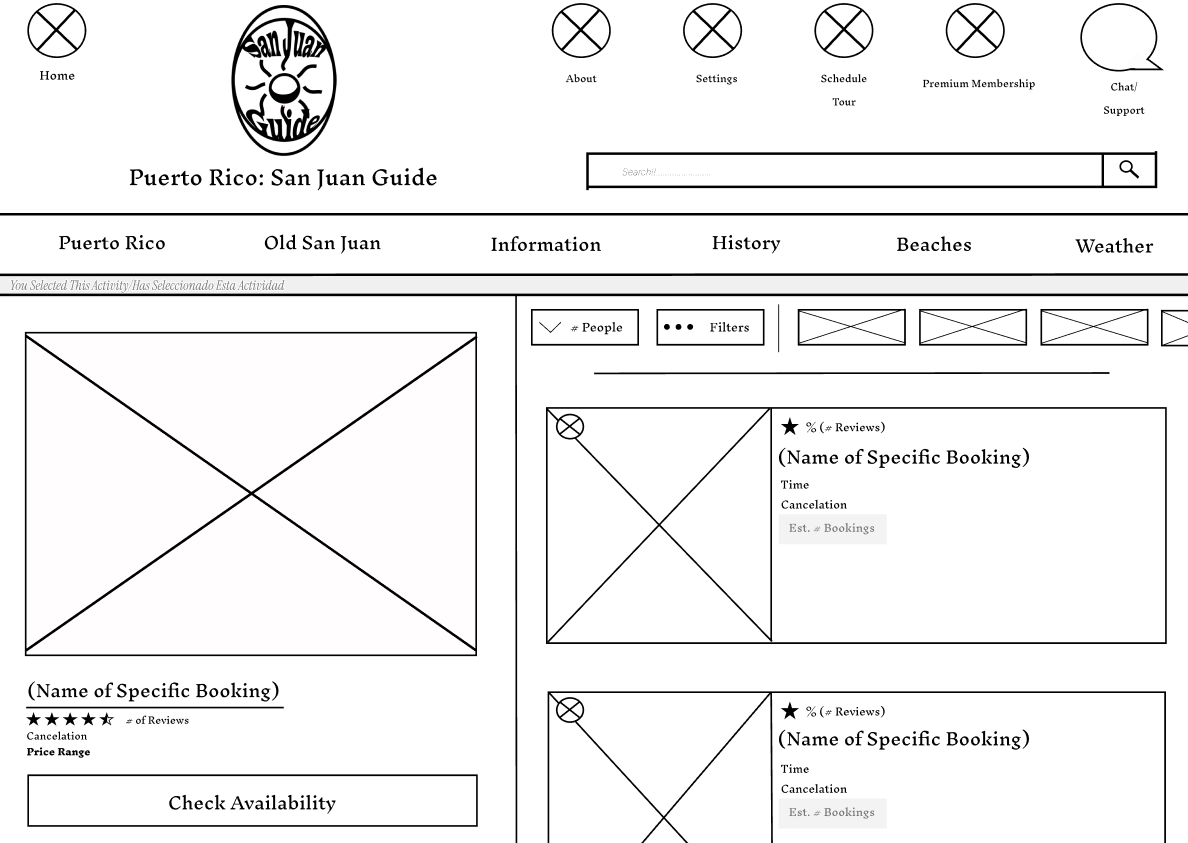 Home
San Juan
Guide
Puerto Rico: San Juan Guide
About
Settings
Schedule
Tour
Premium Membership
Chat/
Support
Search!!........................
Puerto Rico
Old San Juan
Information
History
Beaches
Weather
You Selected This Activity/Has Seleccionado Esta Actividad
(Name of Specific Booking)
# of Reviews
Cancelation
Price Range
Check Availability
# People
Filters
% (# Reviews)
(Name of Specific Booking)
Time
Cancelation
Est. # Bookings
% (# Reviews)
(Name of Specific Booking)
Time
Cancelation
Est. # Bookings